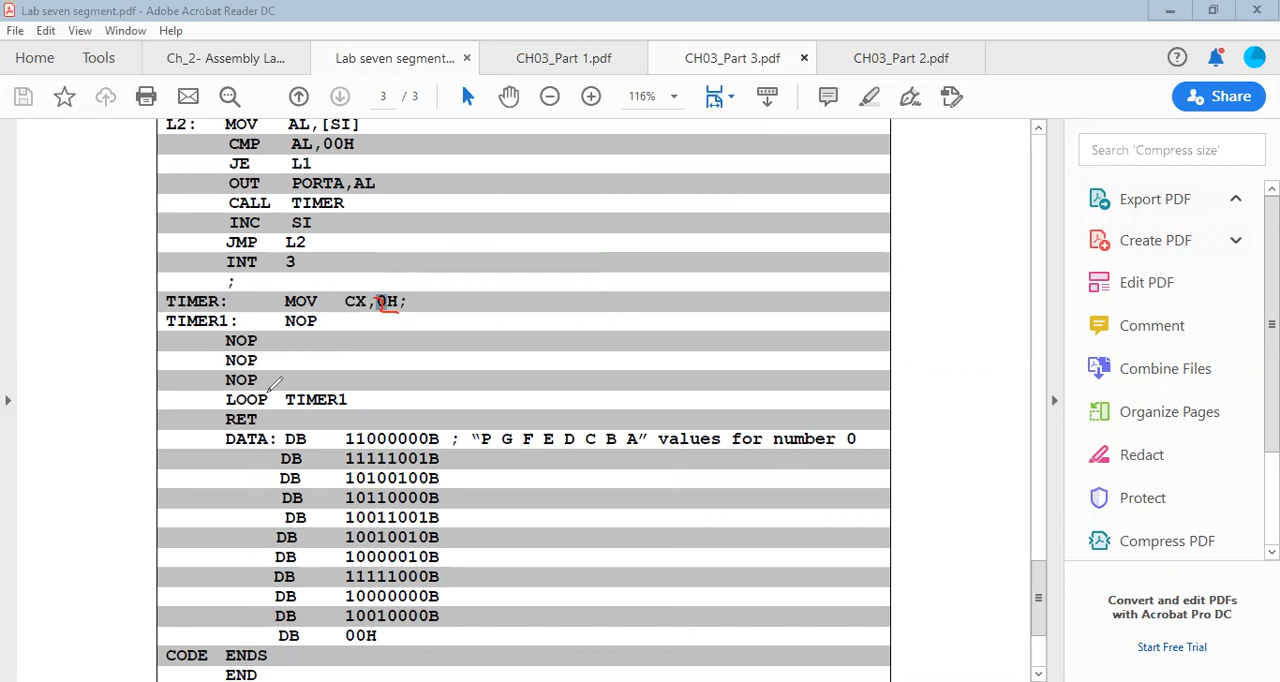 Lab seven segment.pdf - Adobe Acrobat Reader DC
File Edit View Window Help
Home Tools Ch_2- Assembly La... Lab seven segment... × CH03_Part 1.pdf CH03_Part 3.pdf × CH03_Part 2.pdf
3 / 3 116% Share
L2: MOV AL,[SI]
CMP AL,00H
JE L1
OUT PORTA,AL
CALL TIMER
INC SI
JMP L2
INT 3
;
TIMER: MOV CX,0H;
TIMER1: NOP
NOP
NOP
NOP
LOOP TIMER1
RET
DATA: DB 11000000B ; “P G F E D C B A” values for number 0
DB 11111001B
DB 10100100B
DB 10110000B
DB 10011001B
DB 10010010B
DB 10000010B
DB 11111000B
DB 10000000B
DB 10010000B
DB 00H
CODE ENDS
END
Search 'Compress size'
Export PDF
Create PDF
Edit PDF
Comment
Combine Files
Organize Pages
Redact
Protect
Compress PDF
Convert and edit PDFs
with Acrobat Pro DC
Start Free Trial